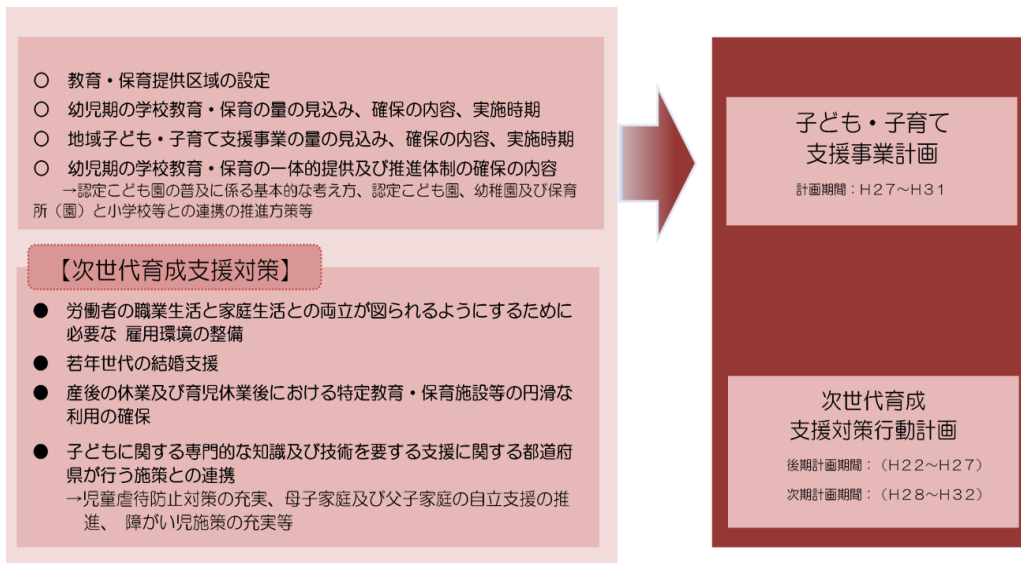 ○ 教育・保育提供区域の設定
○ 幼児期の学校教育・保育の量の見込み、確保の内容、実施時期
○ 地域子ども・子育て支援事業の量の見込み、確保の内容、実施時期
○ 幼児期の学校教育・保育の一体的提供及び推進体制の確保の内容
→認定こども園の普及に係る基本的な考え方、認定こども園、幼稚園及び保育
所（園）と小学校等との連携の推進方策等
【次世代育成支援対策】
● 労働者の職業生活と家庭生活との両立が図られるようにするために
必要な 雇用環境の整備
● 若年世代の結婚支援
● 産後の休業及び育児休業後における特定教育・保育施設等の円滑な
利用の確保
● 子どもに関する専門的な知識及び技術を要する支援に関する都道府
県が行う施策との連携
→児童虐待防止対策の充実、母子家庭及び父子家庭の自立支援の推
進、 障がい児施策の充実等
子ども・子育て
支援事業計画
計画期間：H27～H31
次世代育成
支援対策行動計画
後期計画期間：（H22～H27）
次期計画期間：（H28～H32）